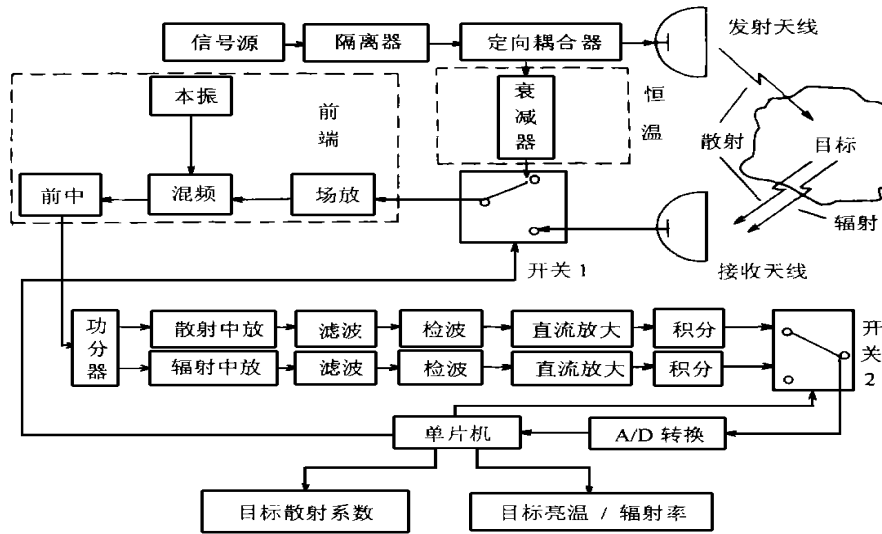 信号源
隔离器
定向耦合器
发射天线
本振
前端
衰减器
恒温
散射
目标
前中
混频
场放
辐射
开关 1
接收天线
功分器
散射中放
滤波
检波
直流放大
积分
开关 2
辐射中放
滤波
检波
直流放大
积分
单片机
A/D 转换
目标散射系数
目标亮温 / 辐射率